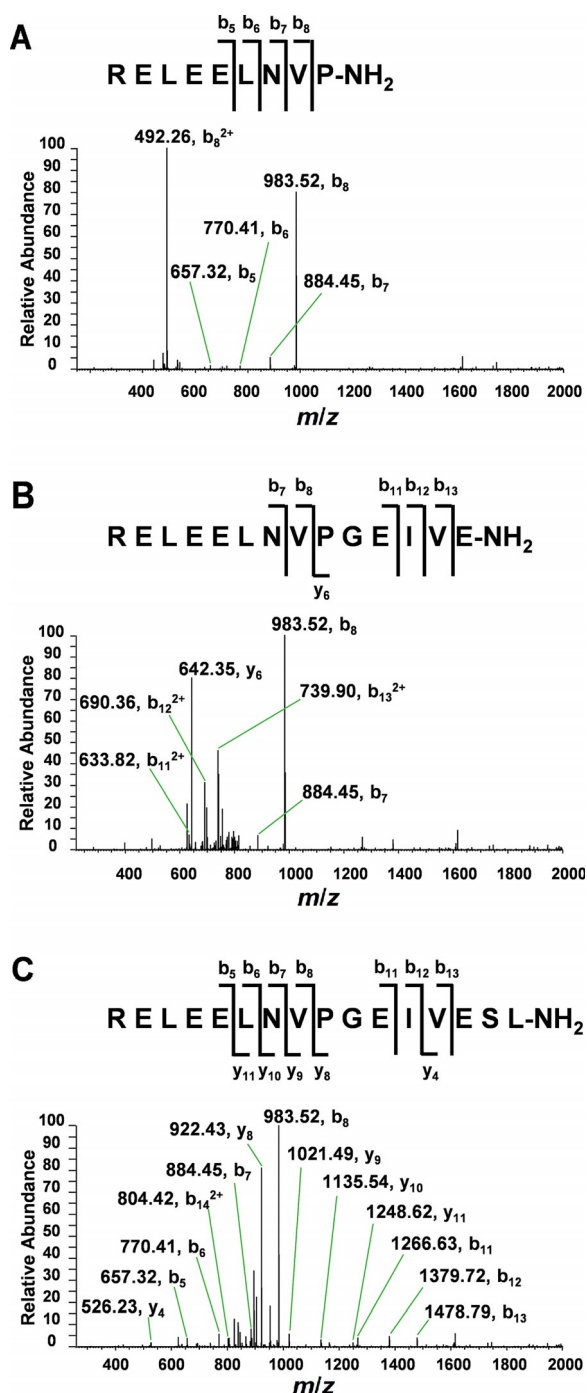 A
b5 b6 b7 b8
R E L E E L N V P-NH2
492.26, b8 2+
983.52, b8
770.41, b6
657.32, b5
884.45, b7
Relative Abundance
100
90
80
70
60
50
40
30
20
10
0
400 600 800 1000 1200 1400 1600 1800 2000
m/z
B
b7 b8 b11 b12 b13
R E L E E L N V P G E I V E-NH2
y6
983.52, b8
642.35, y6
690.36, b12 2+
739.90, b13 2+
633.82, b11 2+
884.45, b7
Relative Abundance
100
90
80
70
60
50
40
30
20
10
0
400 600 800 1000 1200 1400 1600 1800 2000
m/z
C
b5 b6 b7 b8 b11 b12 b13
R E L E E L N V P G E I V E S L-NH2
y11 y10 y9 y8 y4
983.52, b8
922.43, y8
1021.49, y9
884.45, b7
1135.54, y10
804.42, b14 2+
1248.62, y11
770.41, b6
1266.63, b11
657.32, b5
1379.72, b12
526.23, y4
1478.79, b13
Relative Abundance
100
90
80
70
60
50
40
30
20
10
0
400 600 800 1000 1200 1400 1600 1800 2000
m/z